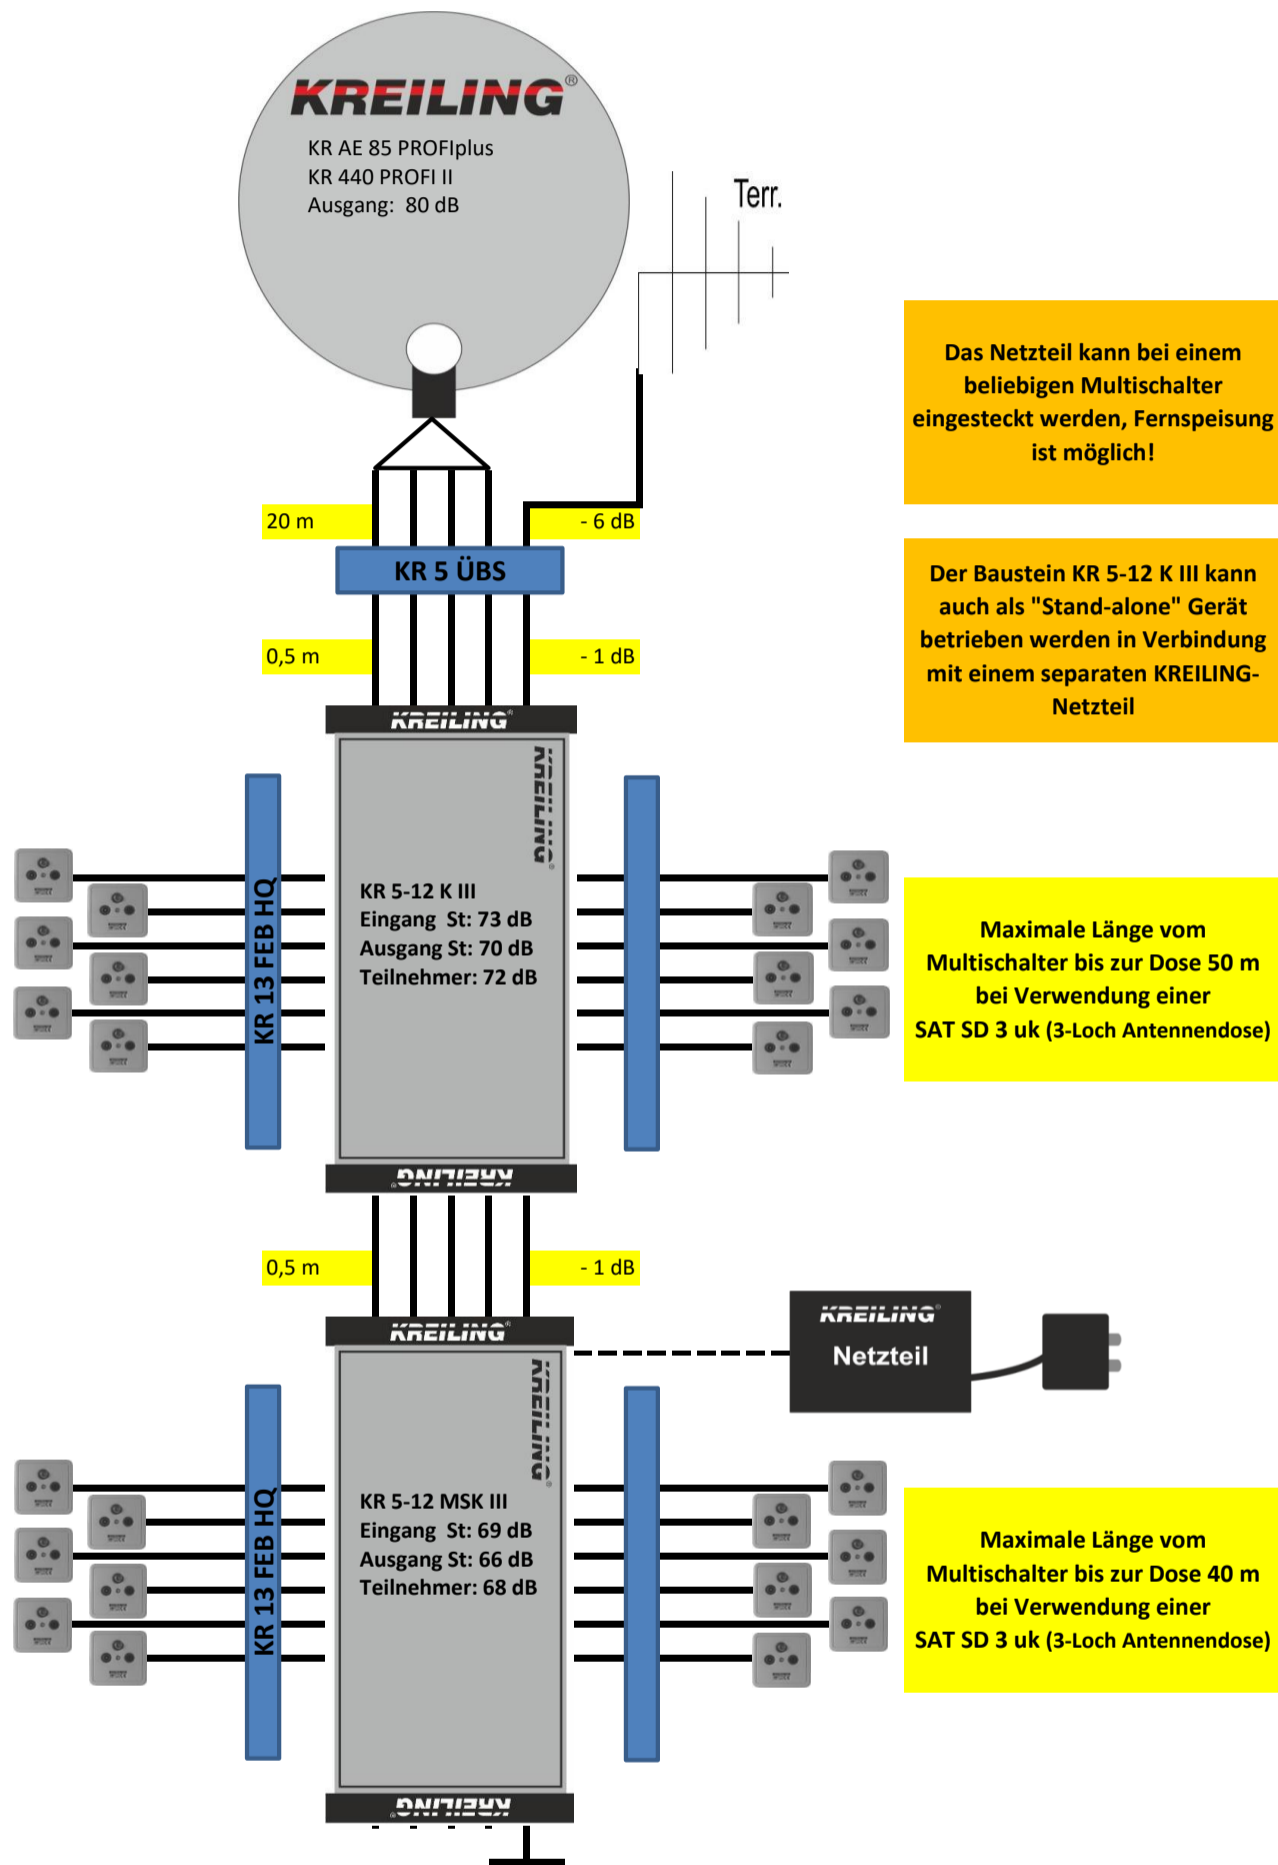 KREILING®
KR AE 85 PROFIplus
KR 440 PROFI II
Ausgang: 80 dB
Terr.
Das Netzteil kann bei einem
beliebigen Multischalter
eingesteckt werden, Fernspeisung
ist möglich!
20 m
- 6 dB
KR 5 ÜBS
Der Baustein KR 5-12 K III kann
auch als "Stand-alone" Gerät
betrieben werden in Verbindung
mit einem separaten KREILING-
Netzteil
0,5 m
- 1 dB
KREILING®
KREILING®
KR 13 FEB HQ
KR 5-12 K III
Eingang St: 73 dB
Ausgang St: 70 dB
Teilnehmer: 72 dB
Maximale Länge vom
Multischalter bis zur Dose 50 m
bei Verwendung einer
SAT SD 3 uk (3-Loch Antennendose)
KREILING®
0,5 m
- 1 dB
KREILING®
KREILING®
Netzteil
KREILING®
KR 13 FEB HQ
KR 5-12 MSK III
Eingang St: 69 dB
Ausgang St: 66 dB
Teilnehmer: 68 dB
Maximale Länge vom
Multischalter bis zur Dose 40 m
bei Verwendung einer
SAT SD 3 uk (3-Loch Antennendose)
KREILING®